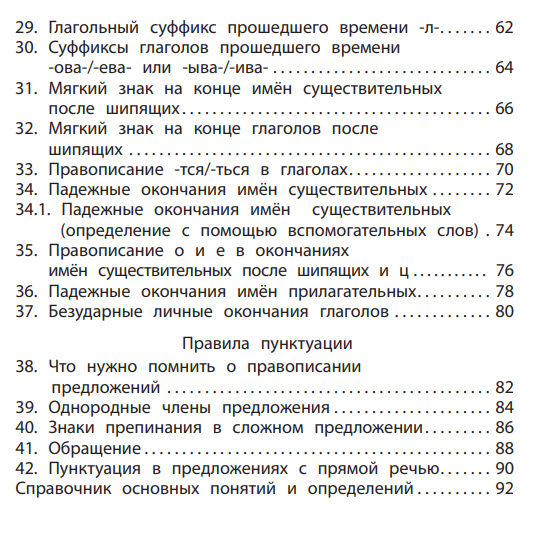 29. Глагольный суффикс прошедшего времени -л-....... 62
30. Суффиксы глаголов прошедшего времени
-ова-/-ева- или -ыва-/-ива- ........................... 64
31. Мягкий знак на конце имён существительных
после шипящих...................................... 66
32. Мягкий знак на конце глаголов после
шипящих ............................................. 68
33. Правописание -тся/-ться в глаголах................. 70
34. Падежные окончания имён существительных ........ 72
34.1. Падежные окончания имён существительных
(определение с помощью вспомогательных слов) . 74
35. Правописание о и е в окончаниях
имён существительных после шипящих и ц .......... 76
36. Падежные окончания имён прилагательных......... 78
37. Безударные личные окончания глаголов ............ 80
Правила пунктуации
38. Что нужно помнить о правописании
предложений ........................................ 82
39. Однородные члены предложения .................... 84
40. Знаки препинания в сложном предложении......... 86
41. Обращение........................................... 88
42. Пунктуация в предложениях с прямой речью....... 90
Справочник основных понятий и определений .......... 92